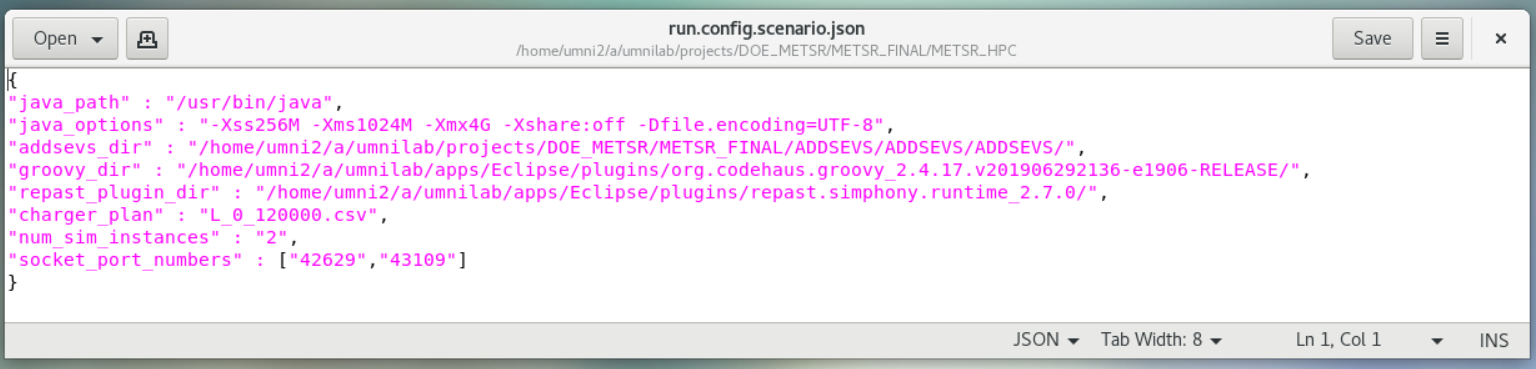 Open
run.config.scenario.json
/home/umni2/a/umnilab/projects/DOE_METSR/METSR_FINAL/METSR_HPC
Save
{
"java_path" : "/usr/bin/java",
"java_options" : "-Xss256M -Xms1024M -Xmx4G -Xshare:off -Dfile.encoding=UTF-8",
"addsevs_dir" : "/home/umni2/a/umnilab/projects/DOE_METSR/METSR_FINAL/ADDSEVS/ADDSEVS/ADDSEVS/",
"groovy_dir" : "/home/umni2/a/umnilab/apps/Eclipse/plugins/org.codehaus.groovy_2.4.17.v201906292136-e1906-RELEASE/",
"repast_plugin_dir" : "/home/umni2/a/umnilab/apps/Eclipse/plugins/repast.simphony.runtime_2.7.0/",
"charger_plan" : "L_0_120000.csv",
"num_sim_instances" : "2",
"socket_port_numbers" : ["42629","43109"]
}
JSON Tab Width: 8 Ln 1, Col 1 INS